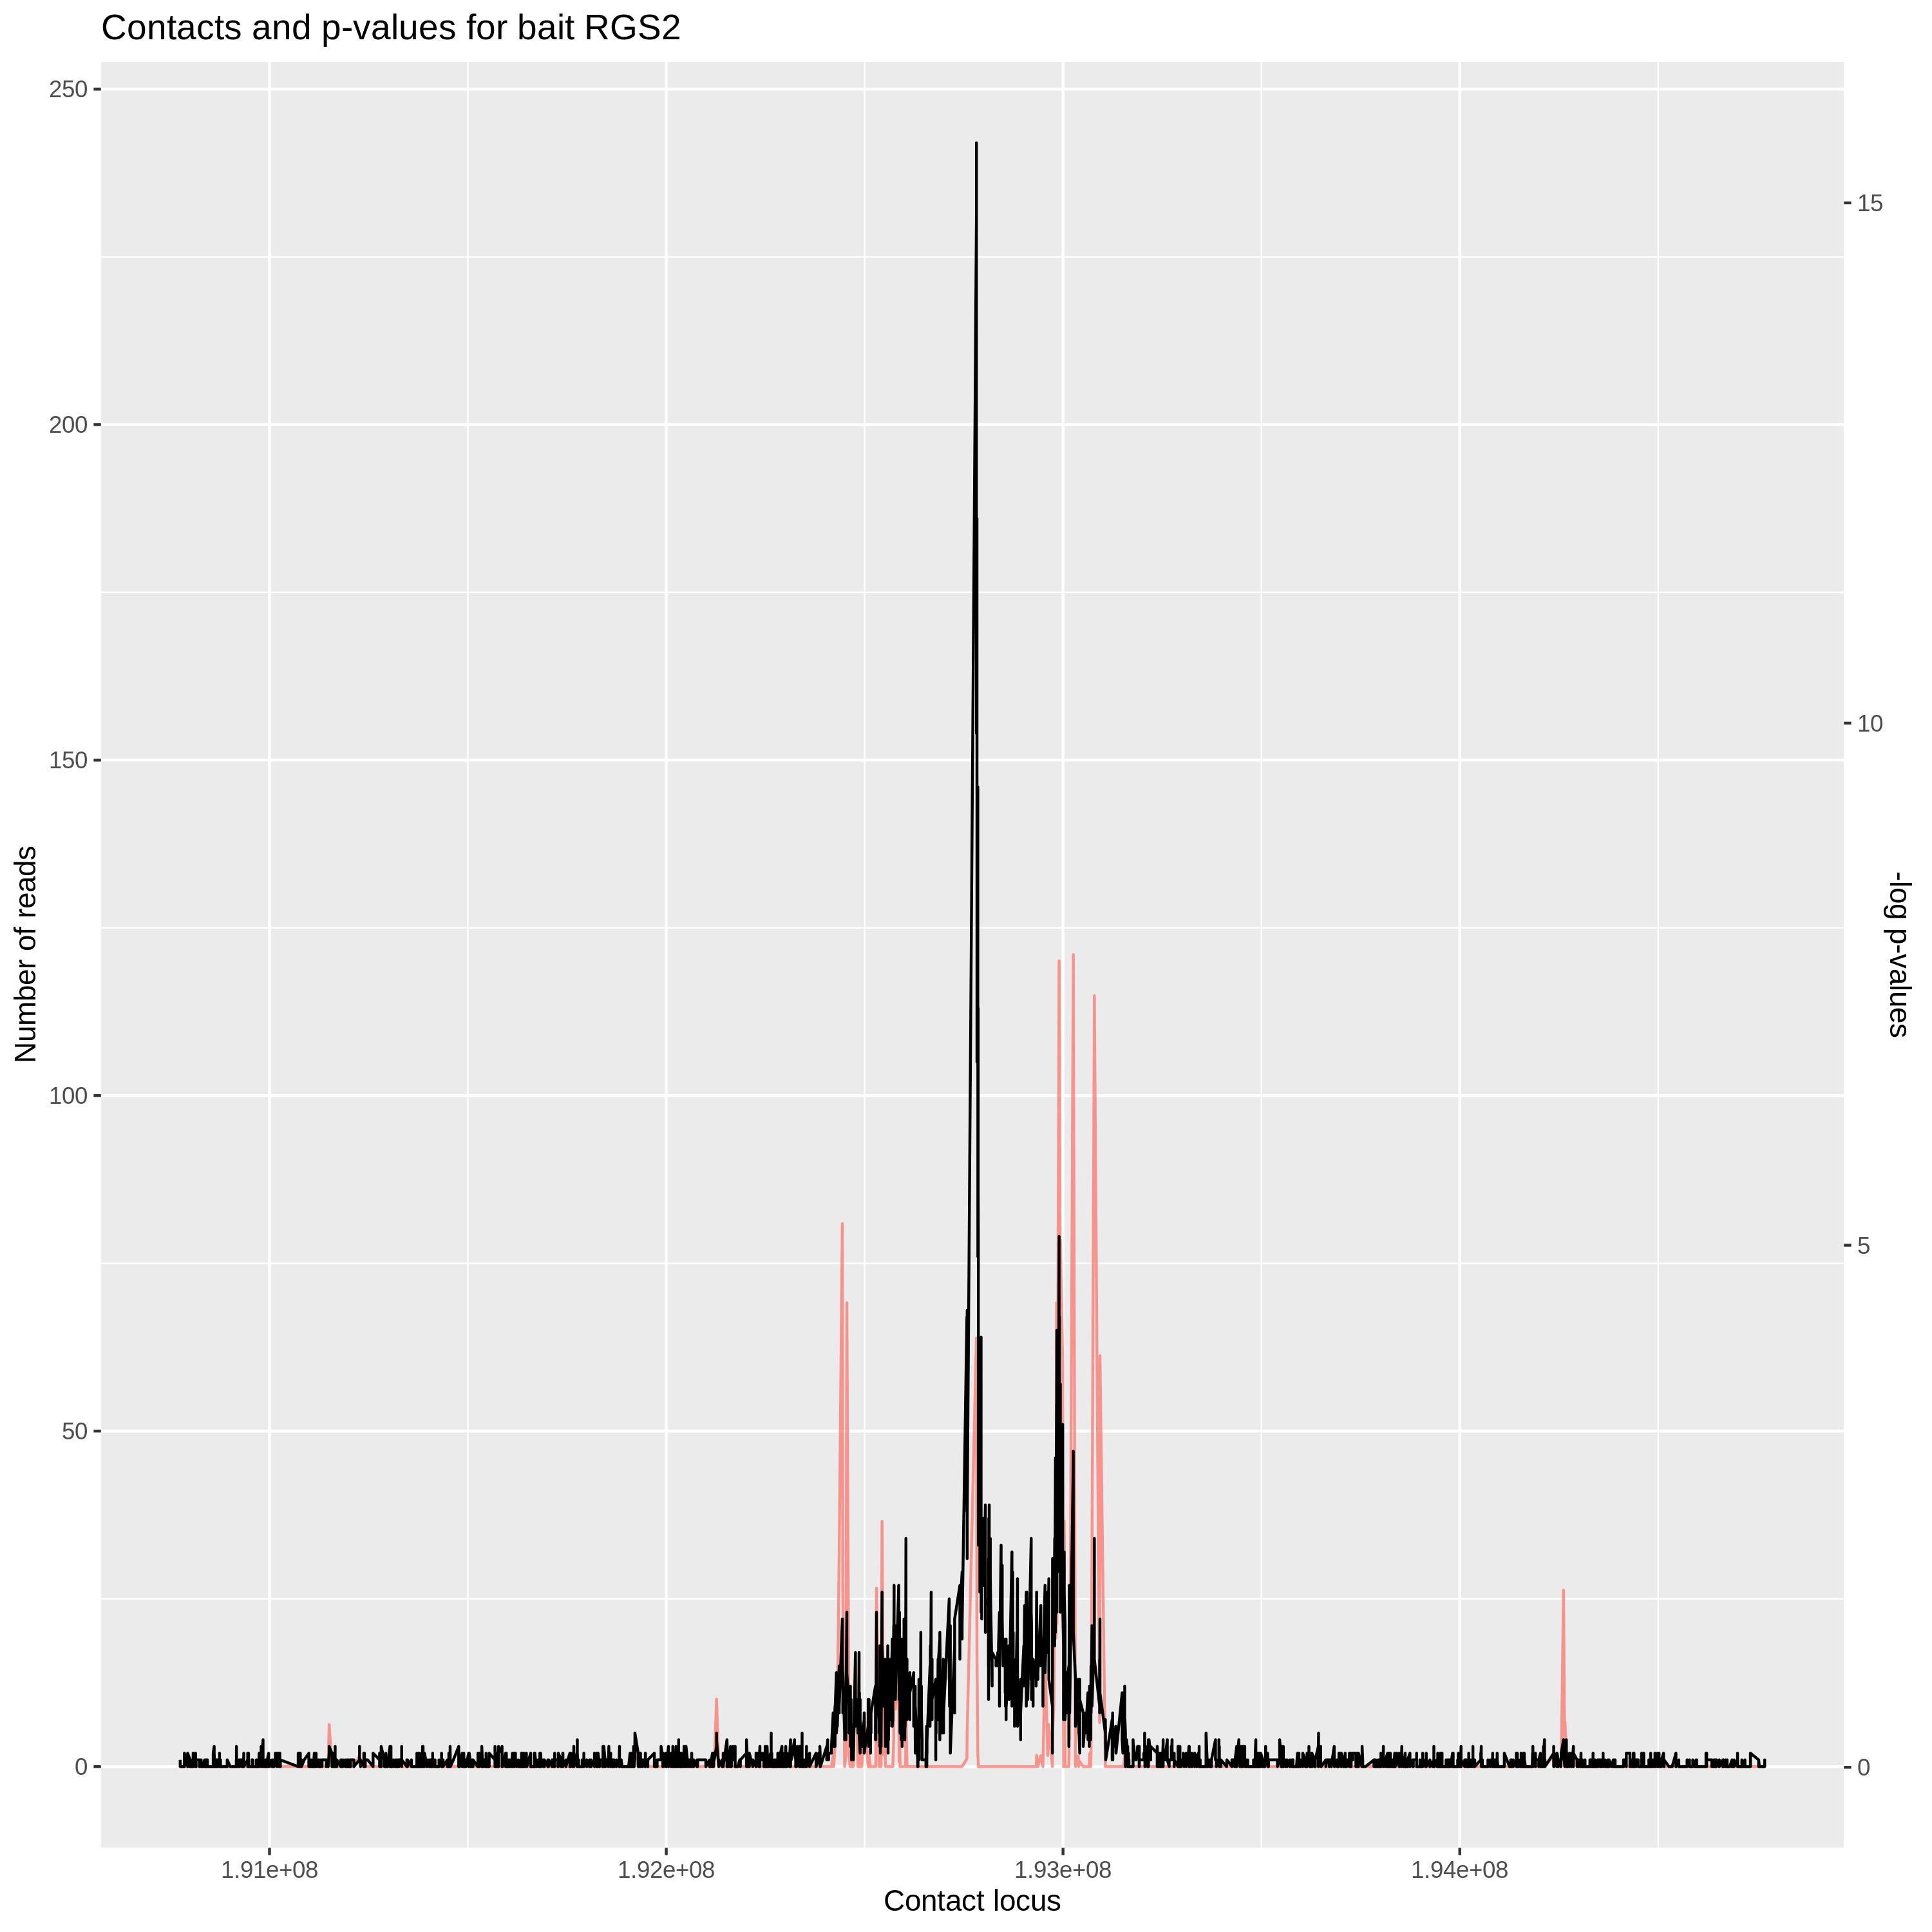 Contacts and p-values for bait RGS2
250
200
150
100
50
0
Number of reads
15
10
5
0
-log p-values
1.91e+08
1.92e+08
1.93e+08
1.94e+08
Contact locus